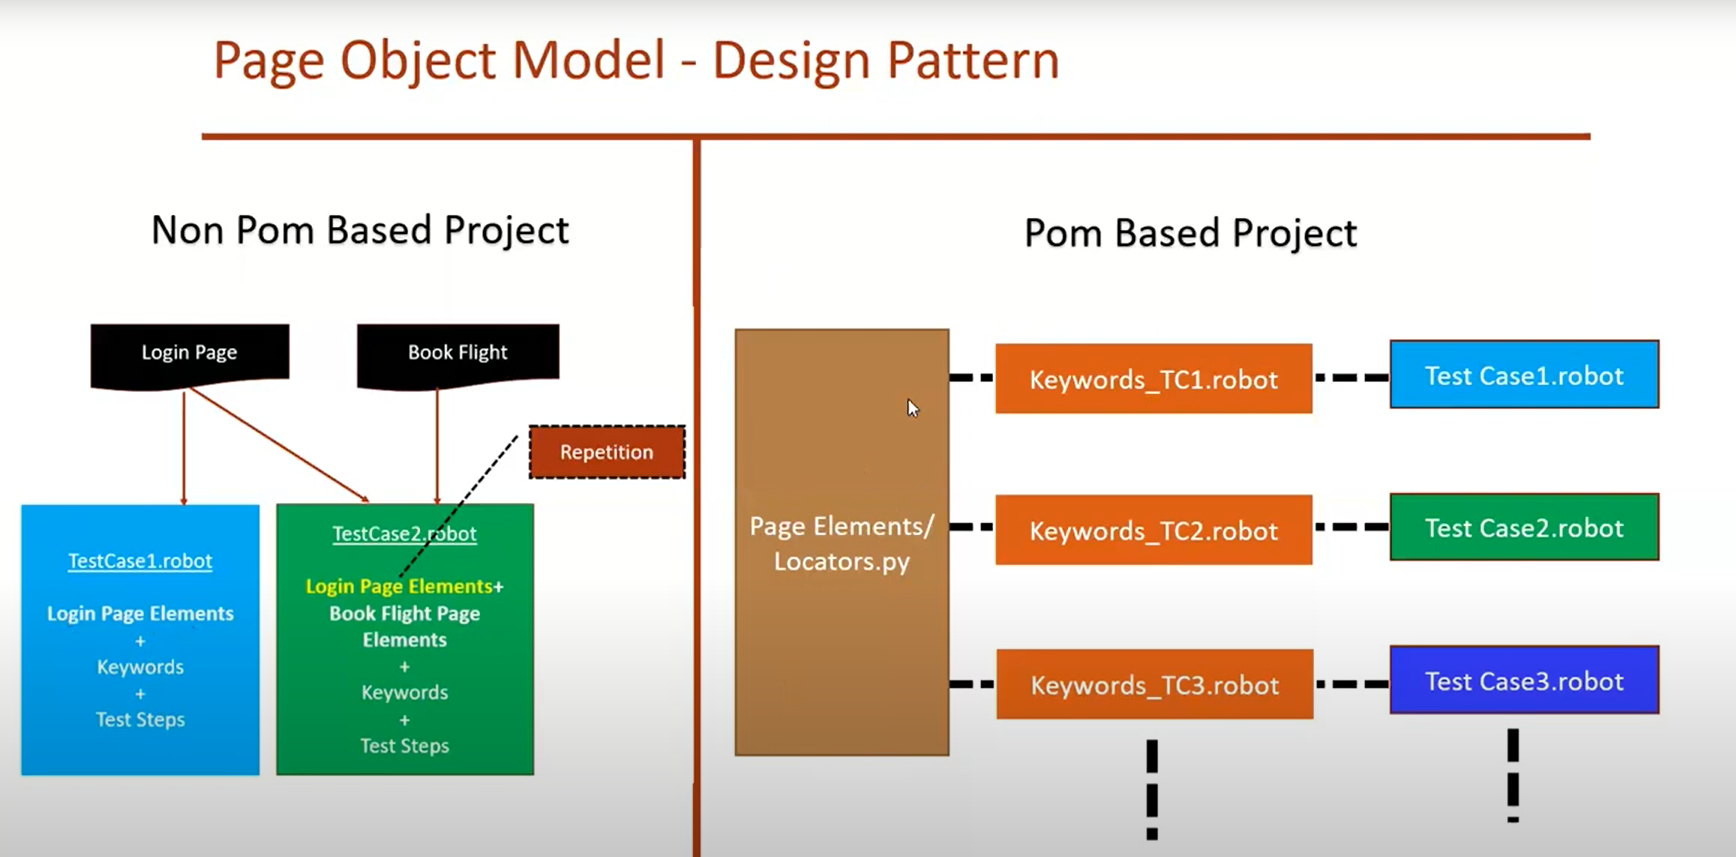 Page Object Model - Design Pattern
Non Pom Based Project
Login Page
Book Flight
Repetition
TestCase1.robot
Login Page Elements
+
Keywords
+
Test Steps
TestCase2.robot
Login Page Elements+
Book Flight Page
Elements
+
Keywords
+
Test Steps
Pom Based Project
Page Elements/
Locators.py
Keywords_TC1.robot
Test Case1.robot
Keywords_TC2.robot
Test Case2.robot
Keywords_TC3.robot
Test Case3.robot